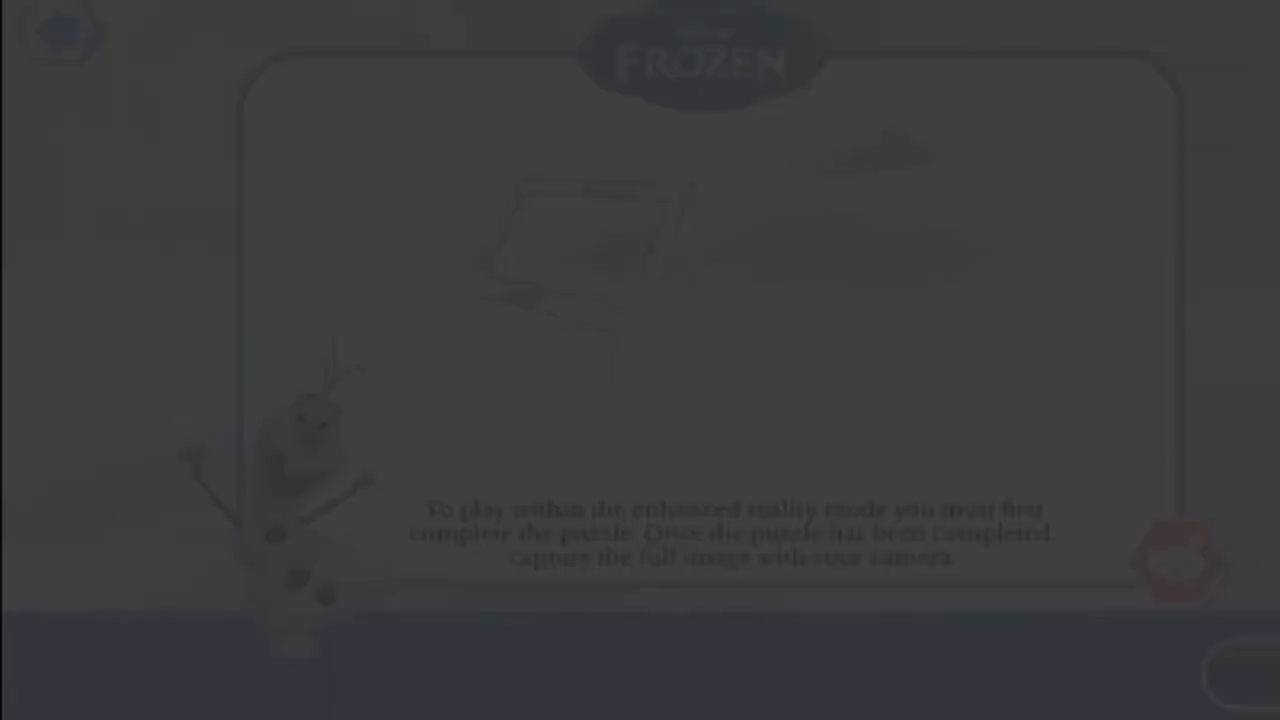 Disney
FROZEN
To play within the enhanced reality mode you must first
complete the puzzle. Once the puzzle has been completed,
capture the full image with your camera.